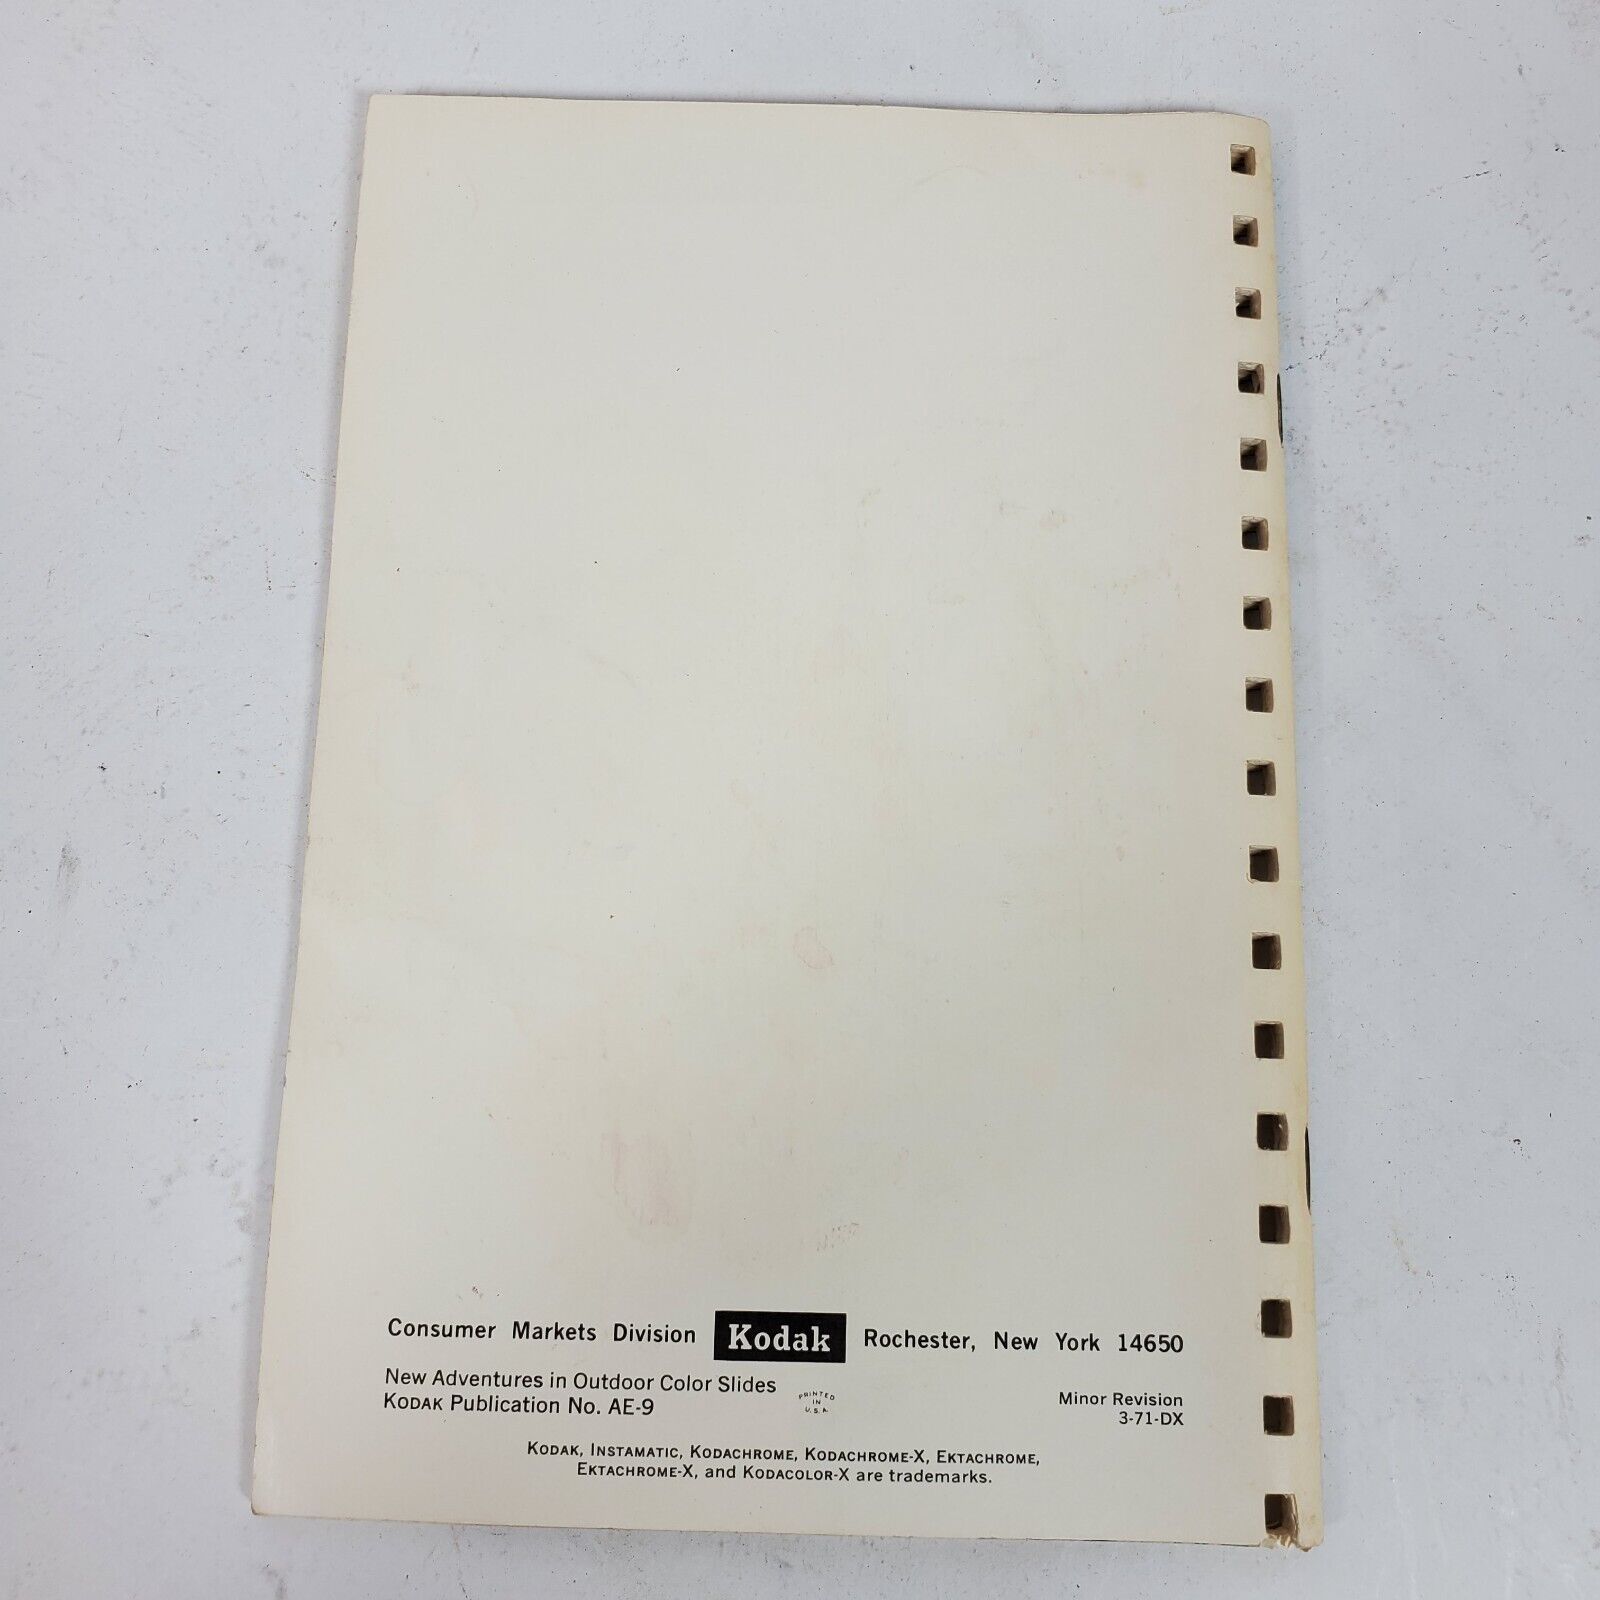 Consumer Markets Division Kodak Rochester, New York 14650
New Adventures in Outdoor Color Slides
KODAK Publication No. AE-9
PRINTED
IN
U.S.A.
Minor Revision
3-71-DX
KODAK, INSTAMATIC, KODACHROME, KODACHROME-X, EKTACHROME,
EKTACHROME-X, and KODACOLOR-X are trademarks.